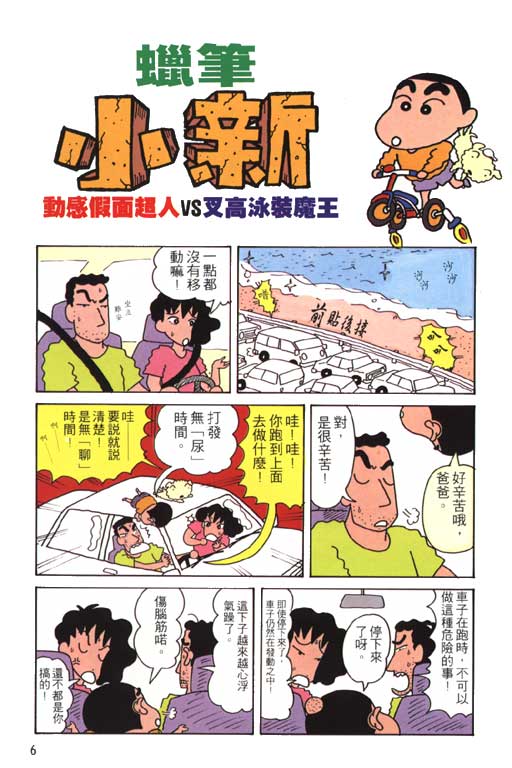 蠟筆
小新
動感假面超人VS叉高泳裝魔王
沙沙
沙沙
噹
前貼後擁
叭
叭
一點都
沒有移
動嘛！
好辛苦哦，
爸爸。
對，
是很辛苦！
哇！哇！
你跑到上面
去做什麼！
打發
無「尿」
時間。
哇——
要說就說
清楚！
是無「聊」
時間！
車子在跑時，不可以
做這種危險的事！
停下來
了呀。
即使停下來了，
車子仍然在發動之中！
這下子越來越心浮
氣躁了。
傷腦筋喏。
還不都是你
搞的！
6